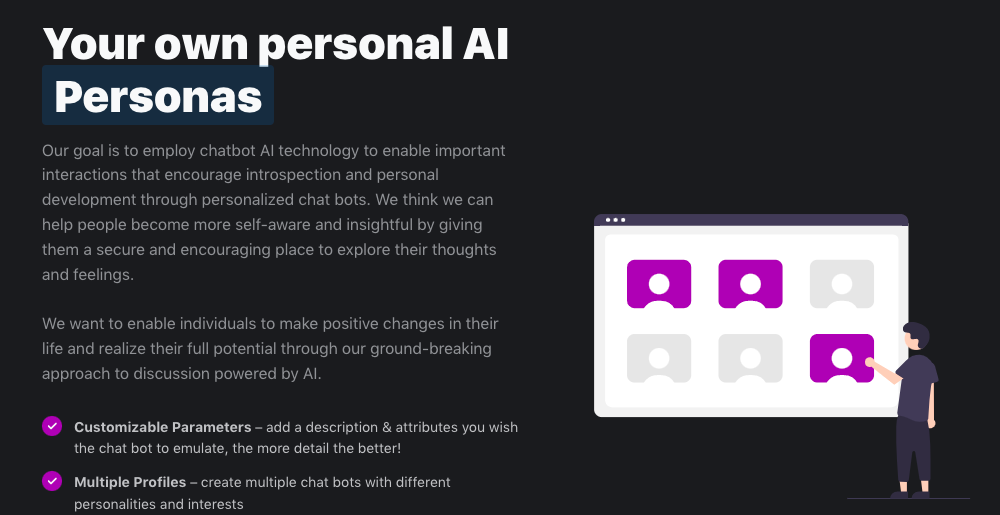 Your own personal AI
Personas
Our goal is to employ chatbot AI technology to enable important
interactions that encourage introspection and personal
development through personalized chat bots. We think we can
help people become more self-aware and insightful by giving
them a secure and encouraging place to explore their thoughts
and feelings.
We want to enable individuals to make positive changes in their
life and realize their full potential through our ground-breaking
approach to discussion powered by AI.
Customizable Parameters – add a description & attributes you wish
the chat bot to emulate, the more detail the better!
Multiple Profiles – create multiple chat bots with different
personalities and interests